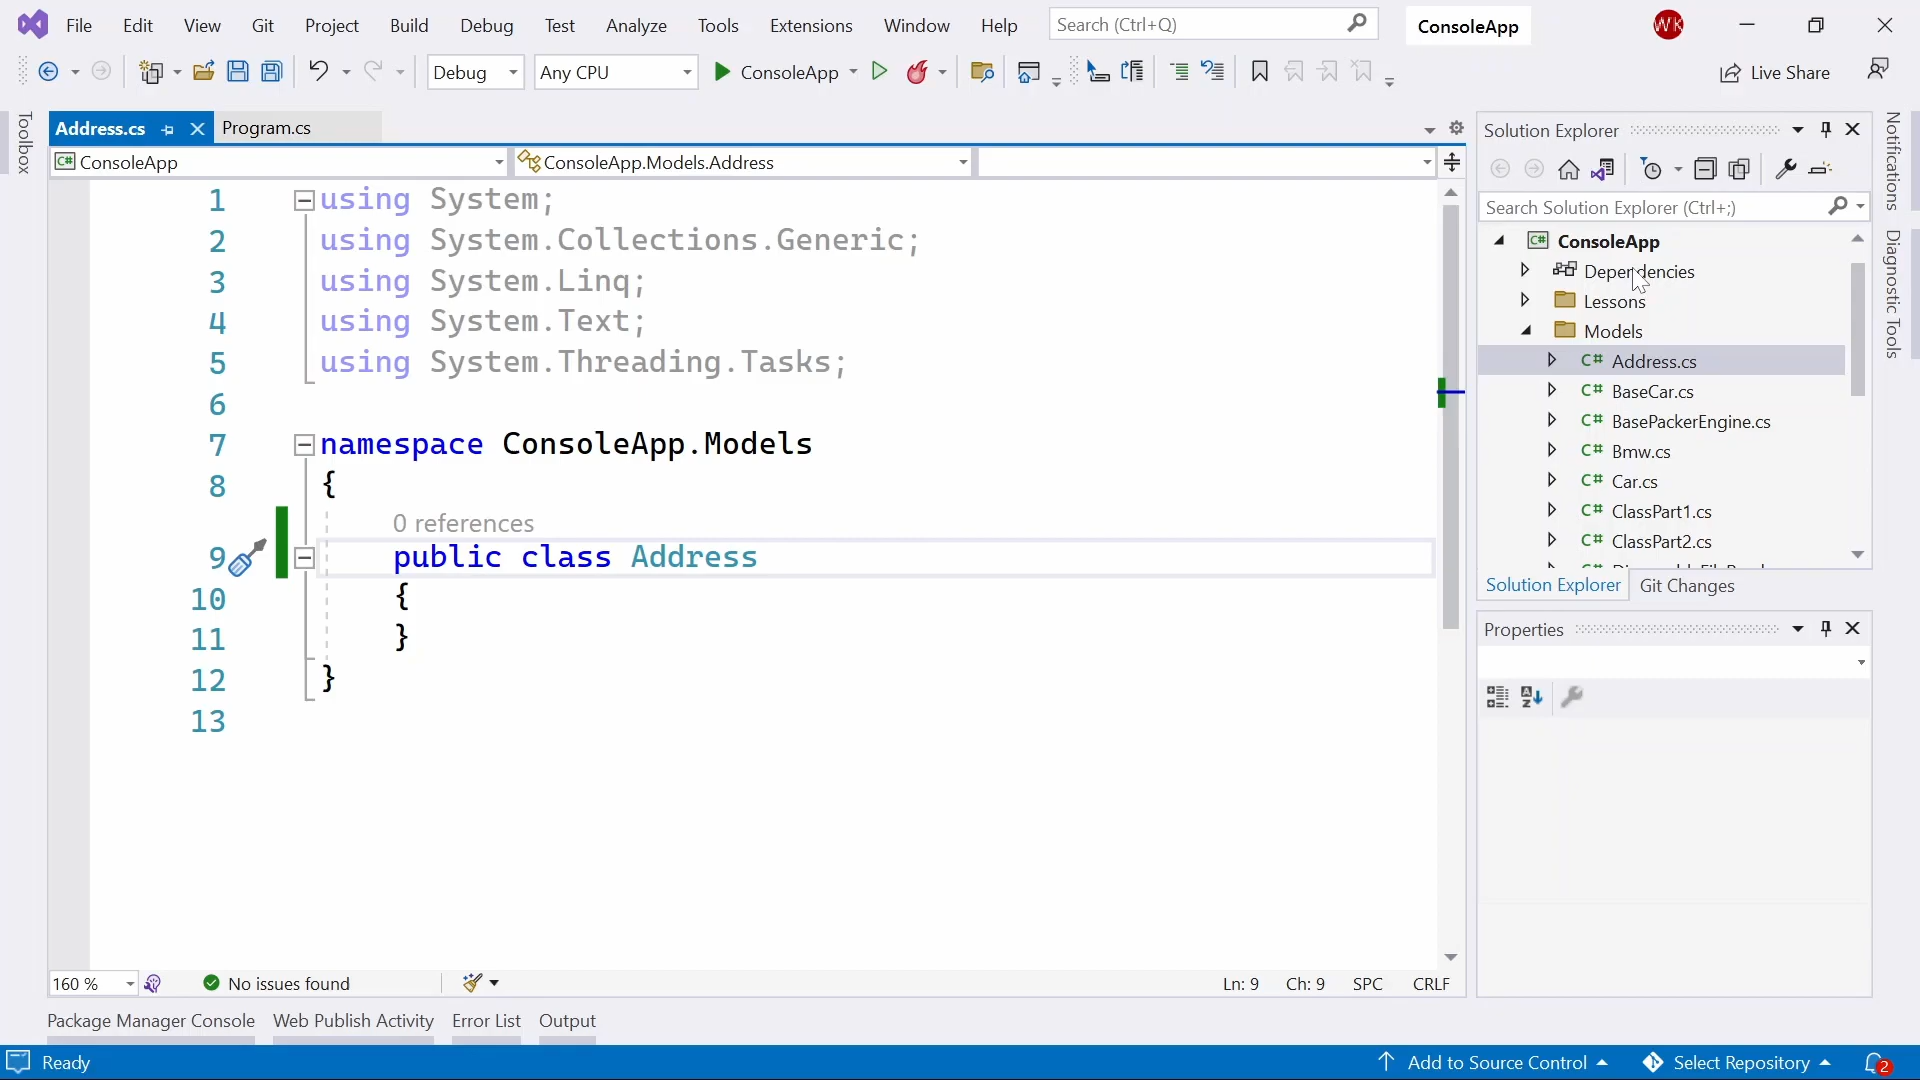 File Edit View Git Project Build Debug Test Analyze Tools Extensions Window Help Search (Ctrl+Q) ConsoleApp WK
Debug Any CPU ConsoleApp Live Share
Toolbox
Address.cs Program.cs
ConsoleApp ConsoleApp.Models.Address
1 using System;
2 using System.Collections.Generic;
3 using System.Linq;
4 using System.Text;
5 using System.Threading.Tasks;
6
7 namespace ConsoleApp.Models
8 {
0 references
9 public class Address
10 {
11 }
12 }
13
160 % No issues found Ln: 9 Ch: 9 SPC CRLF
Solution Explorer
Search Solution Explorer (Ctrl+;)
C# ConsoleApp
Dependencies
Lessons
Models
C# Address.cs
C# BaseCar.cs
C# BasePackerEngine.cs
C# Bmw.cs
C# Car.cs
C# ClassPart1.cs
C# ClassPart2.cs
Solution Explorer Git Changes
Properties
Notifications
Diagnostic Tools
Package Manager Console Web Publish Activity Error List Output
Ready Add to Source Control Select Repository 2